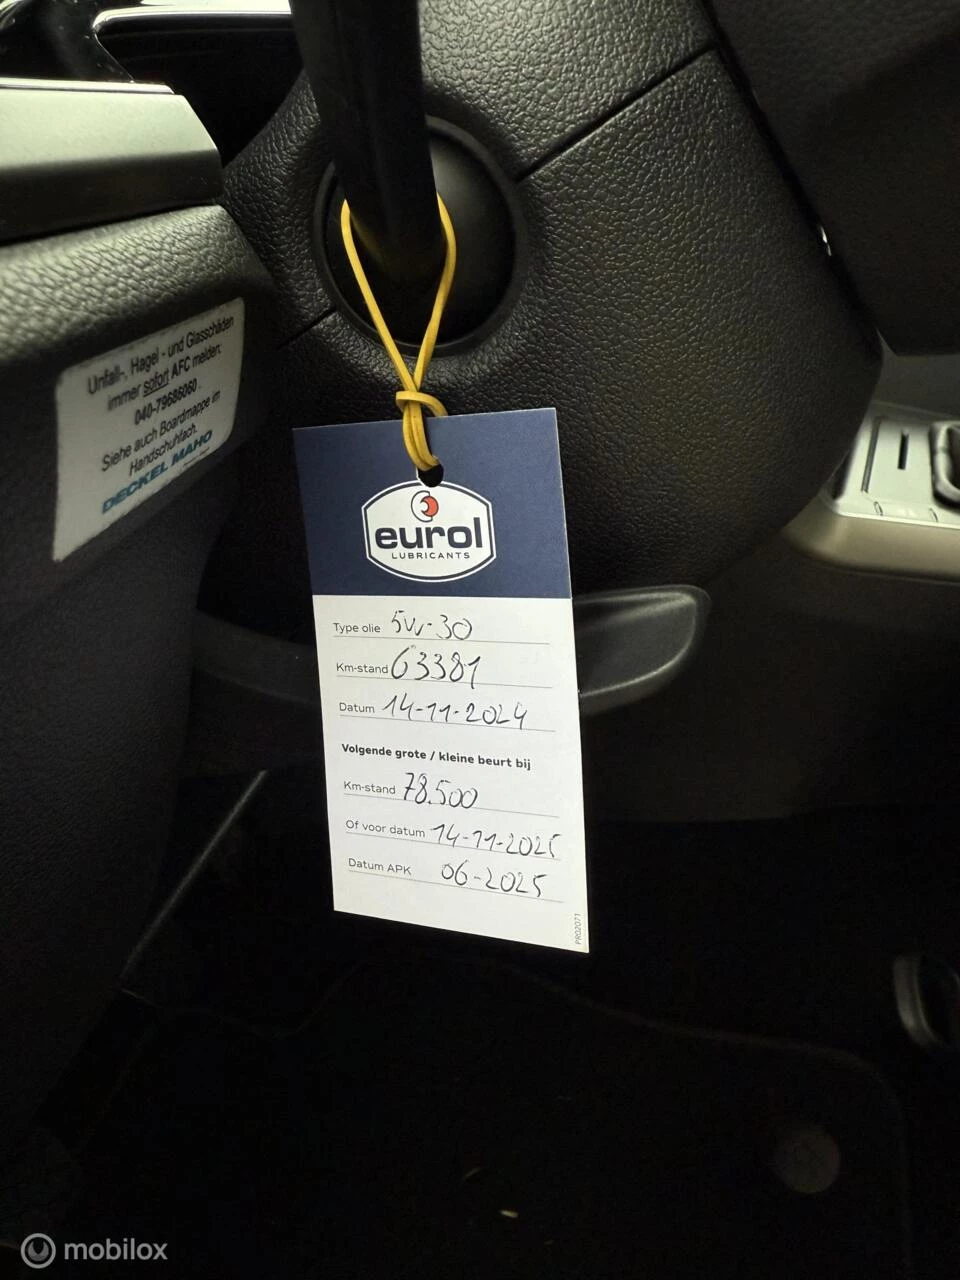 Unfall-, Hagel - und Glasschäden
immer sofort AFC melden:
040-79686060.
Siehe auch Boardmappe im
Handschuhfach.
DECKEL MAHO
eurol
LUBRICANTS
Type olie 5W-30
Km-stand 63381
Datum 14-11-2024
Volgende grote / kleine beurt bij
Km-stand 78.500
Of voor datum 14-11-2025
Datum APK 06-2025
PR02071
mobilox